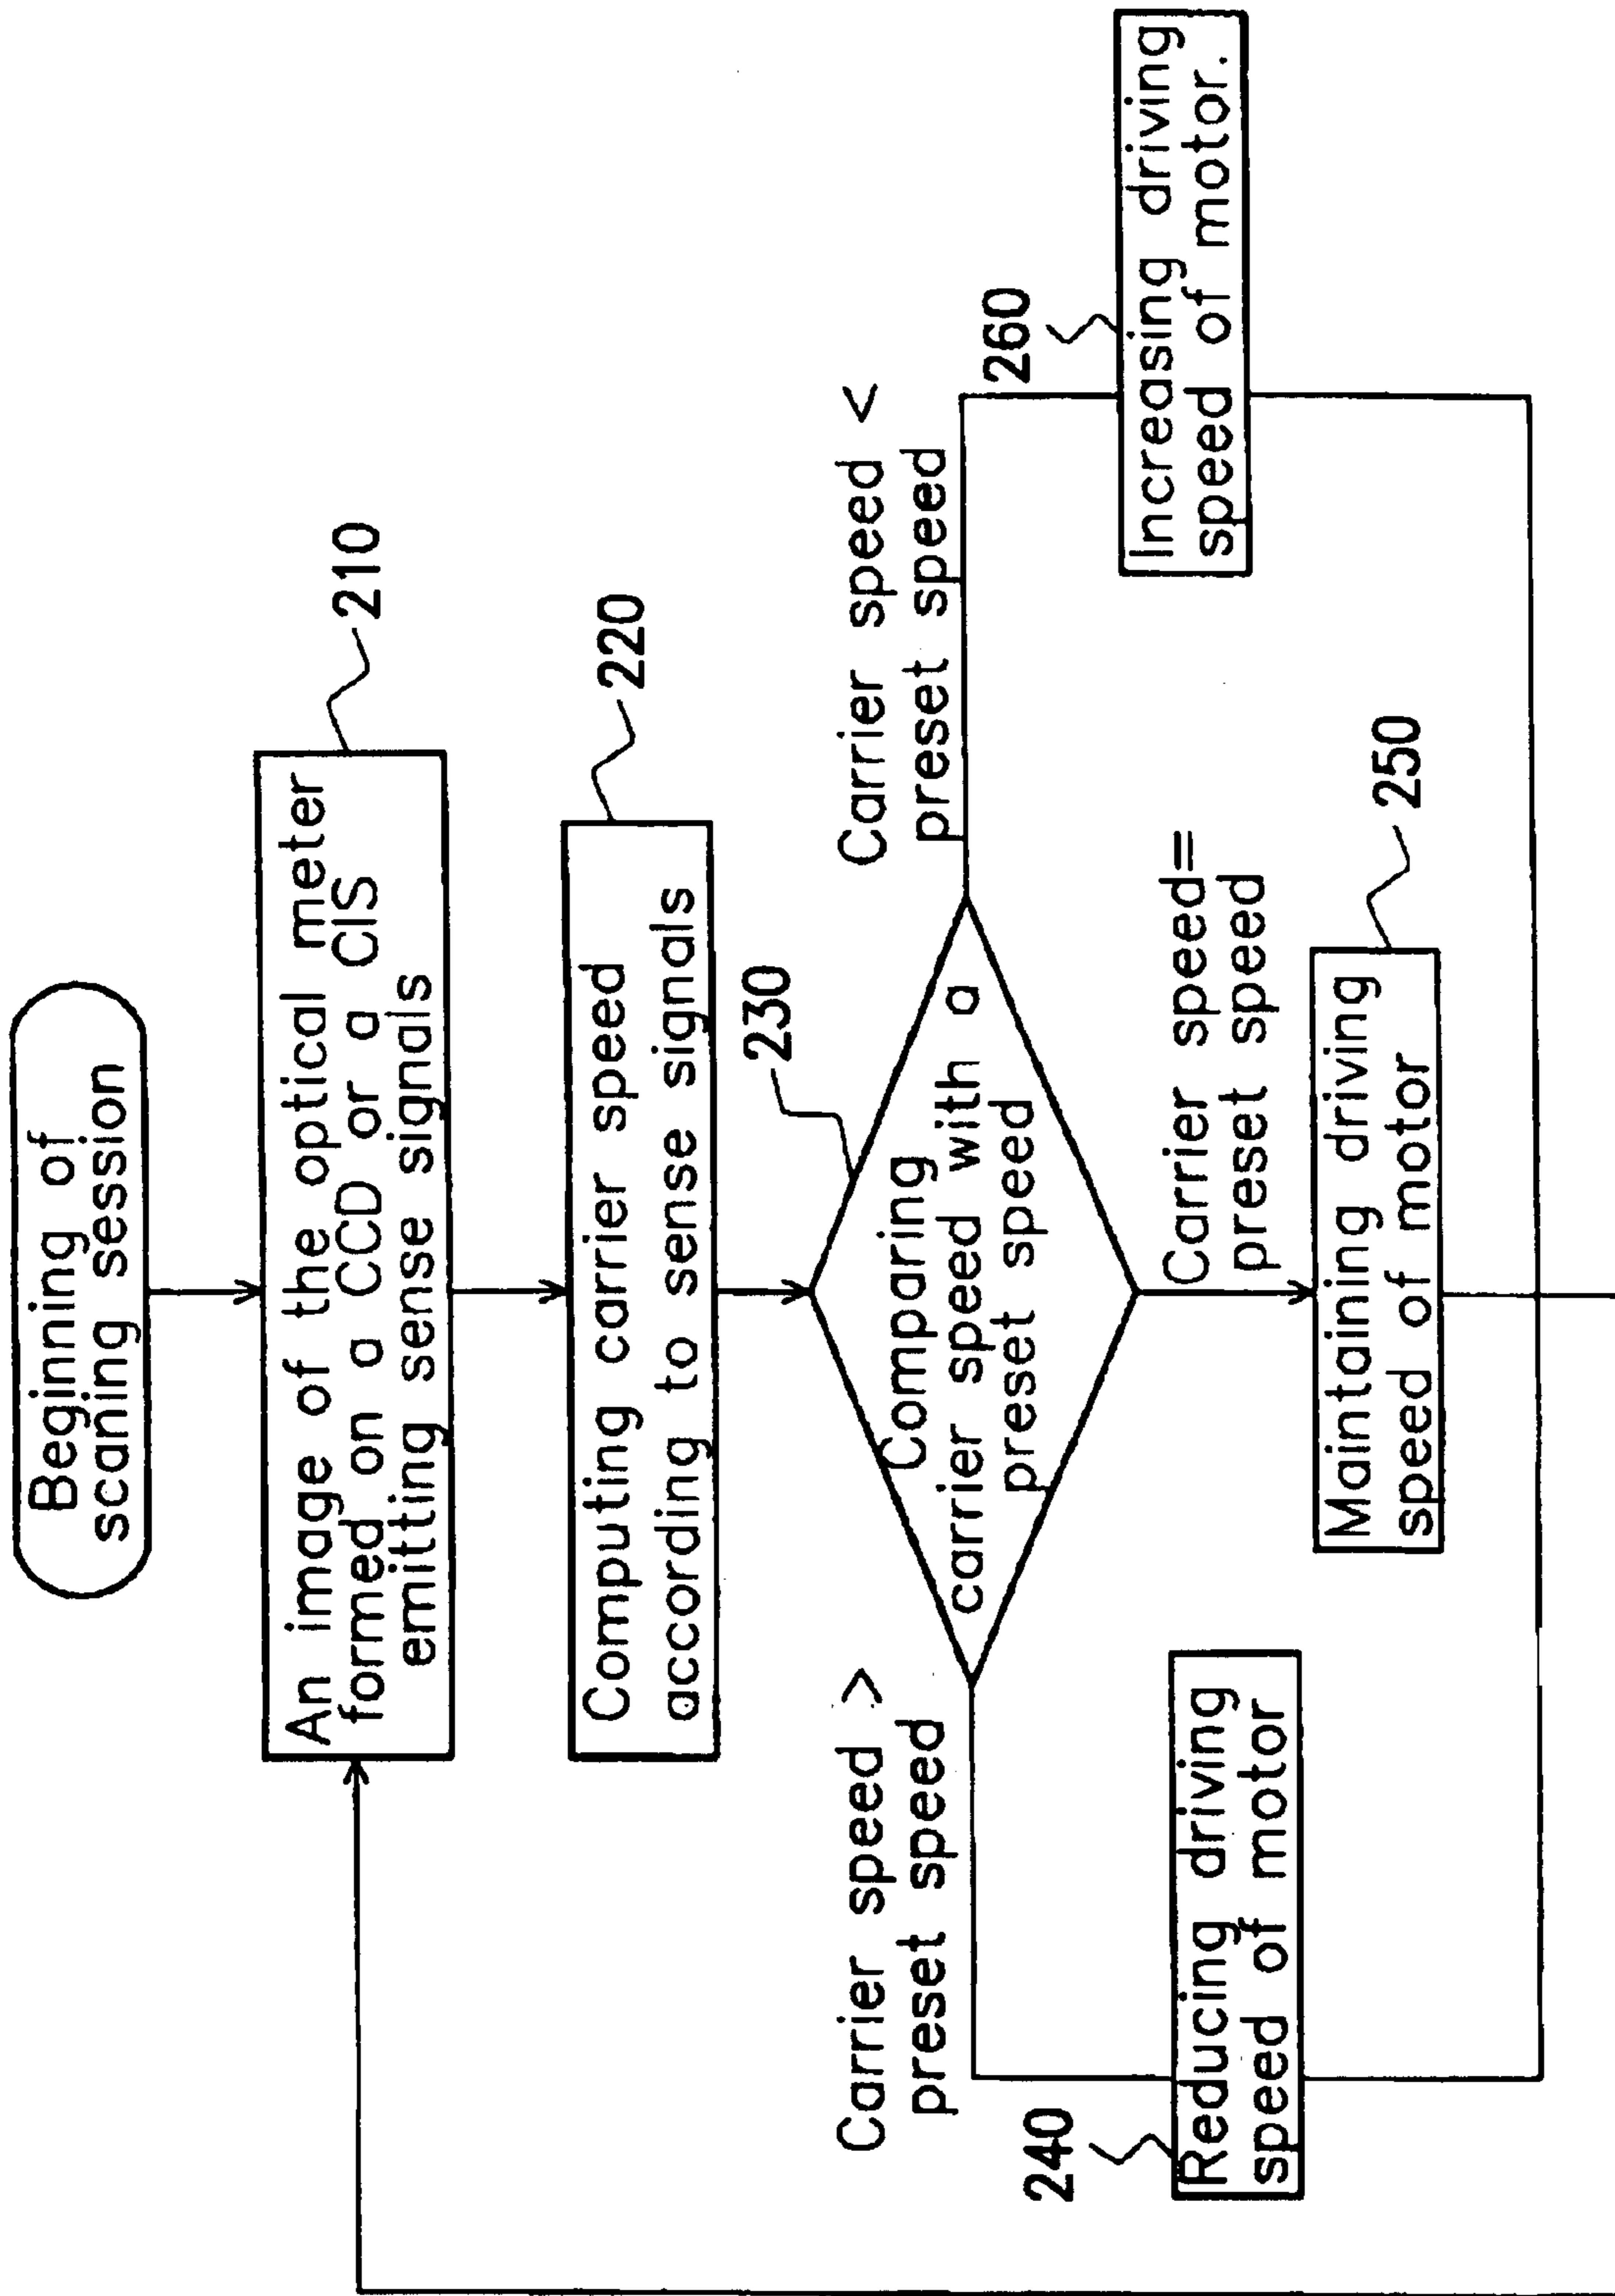 Beginning of
scaning session
An image of the optical meter
formed on a CCD or a CIS
emitting sense signals
210
Computing carrier speed
according to sense signals
220
Comparing
carrier speed with a
preset speed
230
Carrier speed >
preset speed
Carrier speed <
preset speed
Carrier speed=
preset speed
240
Reducing driving
speed of motor
250
Maintaining driving
speed of motor
260
Increasing driving
speed of motor.